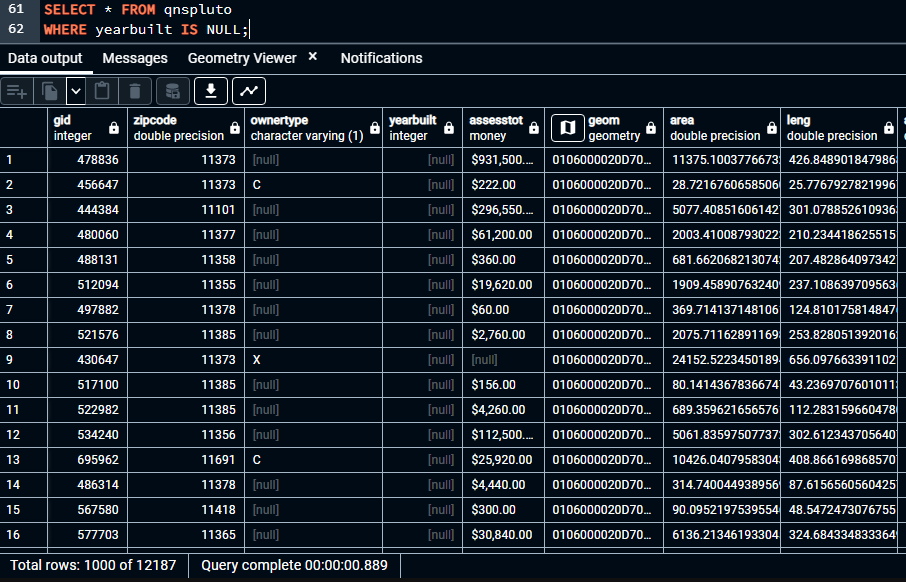 61 SELECT * FROM qnspluto
62 WHERE yearbuilt IS NULL;
Data output Messages Geometry Viewer × Notifications
gid zipcode ownertype yearbuilt assesstot geom area leng
integer double precision character varying (1) integer money geometry double precision double precision
1 478836 11373 [null] [null] $931,500.... 0106000020D70... 11375.1003776673 426.848901847986
2 456647 11373 C [null] $222.00 0106000020D70... 28.7216760658506 25.7767927821996
3 444384 11101 [null] [null] $296,550.... 0106000020D70... 5077.40851606142 301.078852610936
4 480060 11377 [null] [null] $61,200.00 0106000020D70... 2003.41008793022 210.234418625515
5 488131 11358 [null] [null] $360.00 0106000020D70... 681.662068213074 207.482864097342
6 512094 11355 [null] [null] $19,620.00 0106000020D70... 1909.45890763240 237.108639709563
7 497882 11378 [null] [null] $60.00 0106000020D70... 369.714137148106 124.810175814847
8 521576 11385 [null] [null] $2,760.00 0106000020D70... 2075.71162891169 253.828051392016
9 430647 11373 X [null] [null] 0106000020D70... 24152.5223450189 656.097663391102
10 517100 11385 [null] [null] $156.00 0106000020D70... 80.1414367836674 43.2369707601011
11 522982 11385 [null] [null] $4,260.00 0106000020D70... 689.359621656576 112.283159660478
12 534240 11356 [null] [null] $112,500.... 0106000020D70... 5061.83597507737 302.612343705640
13 695962 11691 C [null] $25,920.00 0106000020D70... 10426.0407958304 408.866169868570
14 486314 11378 [null] [null] $4,440.00 0106000020D70... 314.740044938956 87.6156560560425
15 567580 11418 [null] [null] $300.00 0106000020D70... 90.0952197539554 48.5472473076755
16 577703 11365 [null] [null] $30,840.00 0106000020D70... 6136.21346193304 324.684334833364
Total rows: 1000 of 12187 Query complete 00:00:00.889